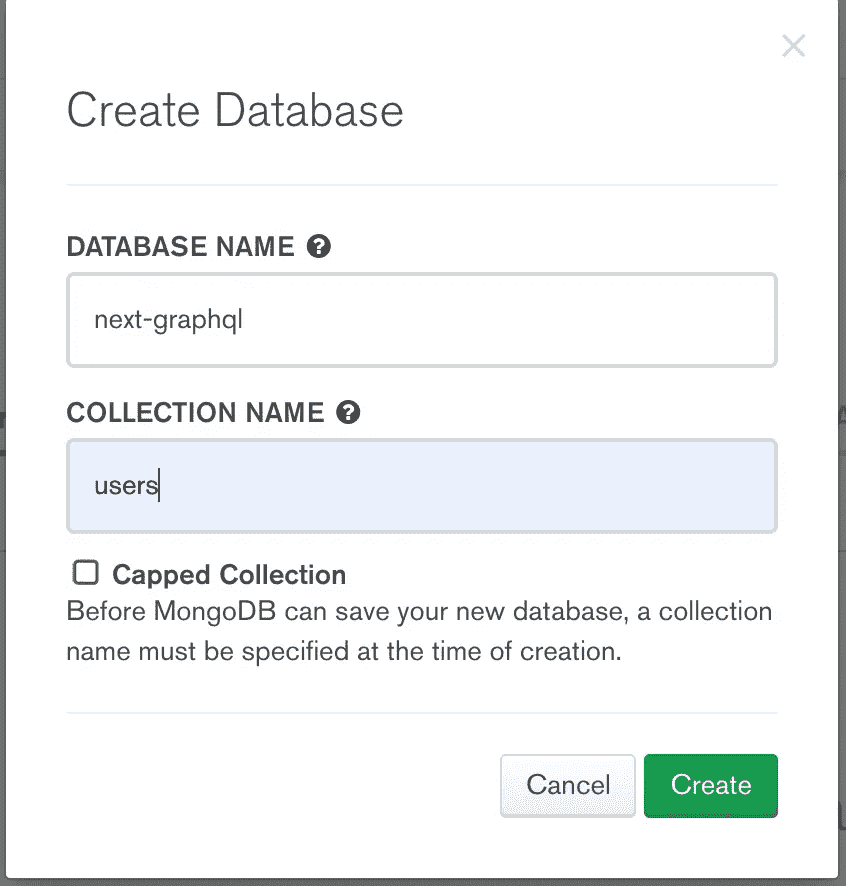 Create Database
DATABASE NAME
next-graphql
COLLECTION NAME
users
Capped Collection
Before MongoDB can save your new database, a collection
name must be specified at the time of creation.
Cancel Create